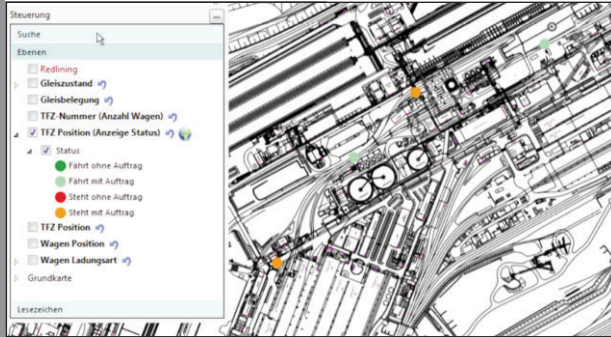 Steuerung
...
Suche
Ebenen
Redlining
Gleiszustand
Gleisbelegung
TFZ-Nummer (Anzahl Wagen)
TFZ Position (Anzeige Status)
Status
Fährt ohne Auftrag
Fährt mit Auftrag
Steht ohne Auftrag
Steht mit Auftrag
TFZ Position
Wagen Position
Wagen Ladungsart
Grundkarte
Lesezeichen